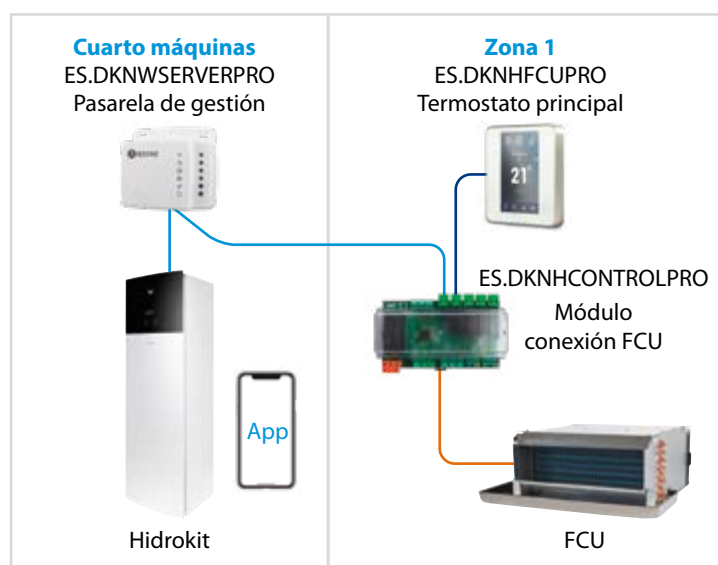 Cuarto máquinas
ES.DKNWSERVERPRO
Pasarela de gestión
Zona 1
ES.DKNHFCUPRO
Termostato principal
21°
ES.DKNHCONTROLPRO
Módulo
conexión FCU
App
Hidrokit
FCU